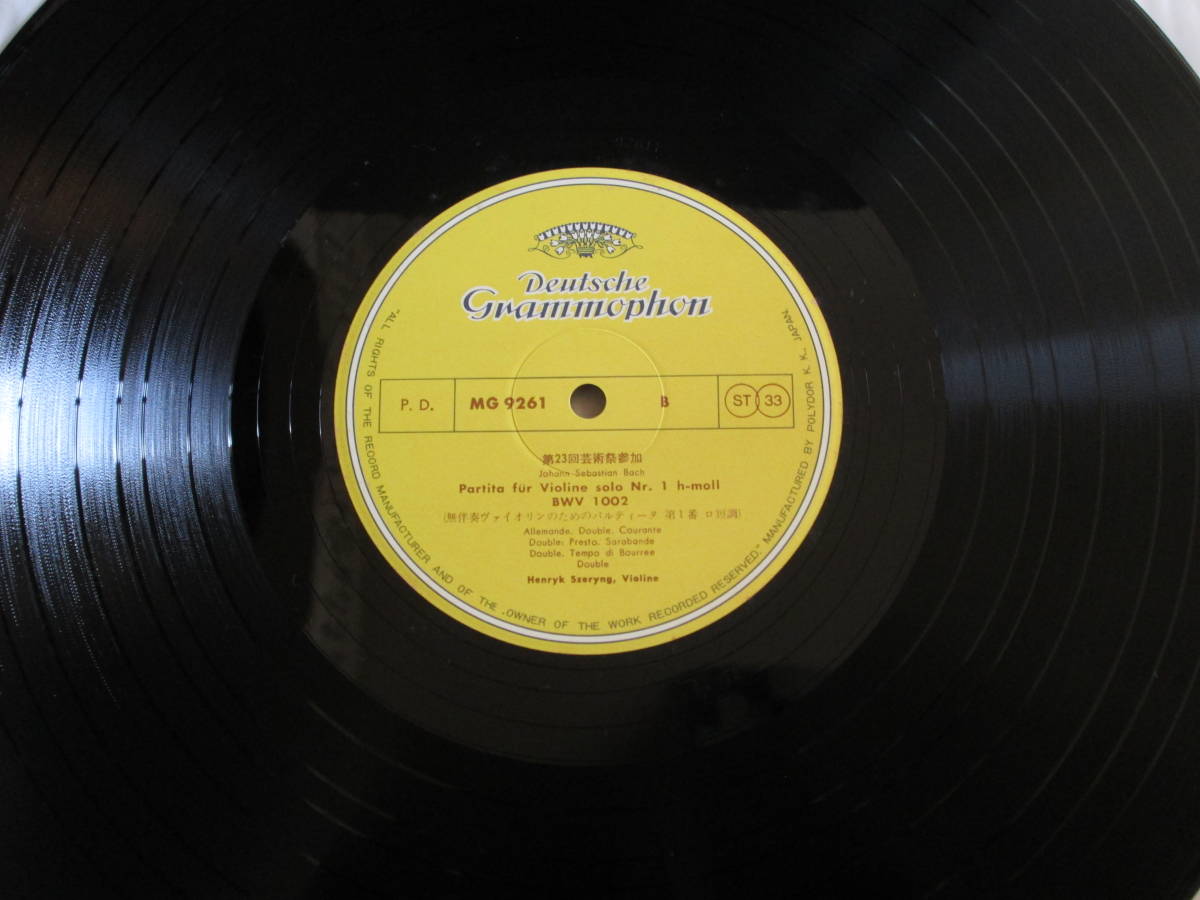 Deutsche
Grammophon
P. D. MG 9261 B ST 33
第23回芸術祭参加
Johann Sebastian Bach
Partita für Violine solo Nr. 1 h-moll
BWV 1002
(無伴奏ヴァイオリンのためのパルティータ 第1番 ロ短調)
Allemande. Double. Courante
Double: Presto. Sarabande
Double. Tempo di Bourrée
Double
Henryk Szeryng, Violine
"ALL RIGHTS OF THE RECORD MANUFACTURER AND OF THE OWNER OF THE WORK RECORDED RESERVED." MANUFACTURED BY POLYDOR K. K., JAPAN.